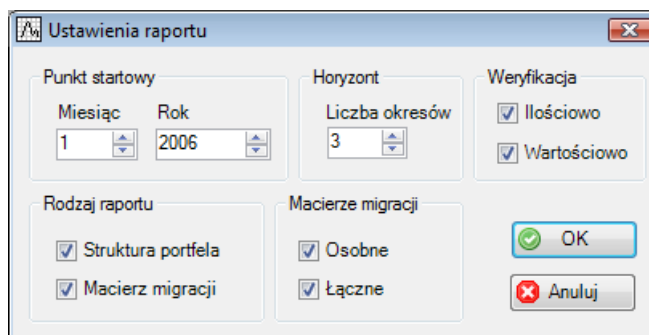 Ustawienia raportu
Punkt startowy
Horyzont
Weryfikacja
Miesiąc Rok
Liczba okresów
Ilościowo
1 2006
3
Wartościowo
Rodzaj raportu
Macierze migracji
Struktura portfela
Osobne
OK
Macierz migracji
Łączne
Anuluj